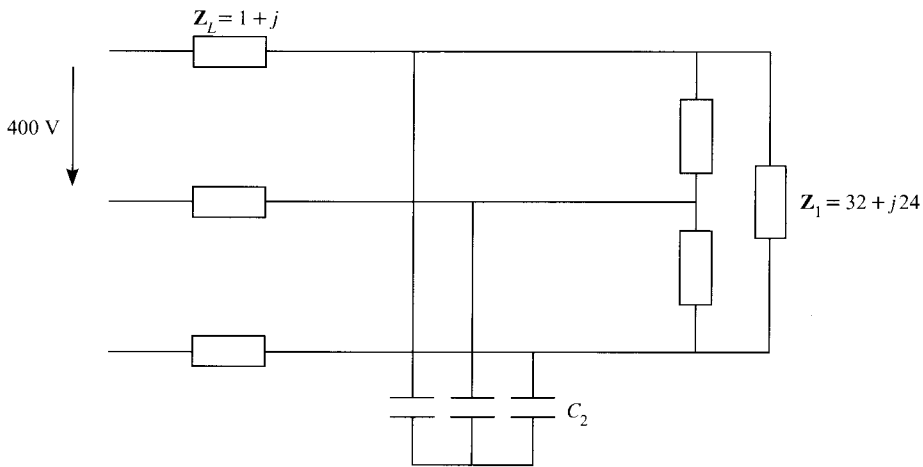 Z_L = 1 + j
400 V
Z_1 = 32 + j24
C_2